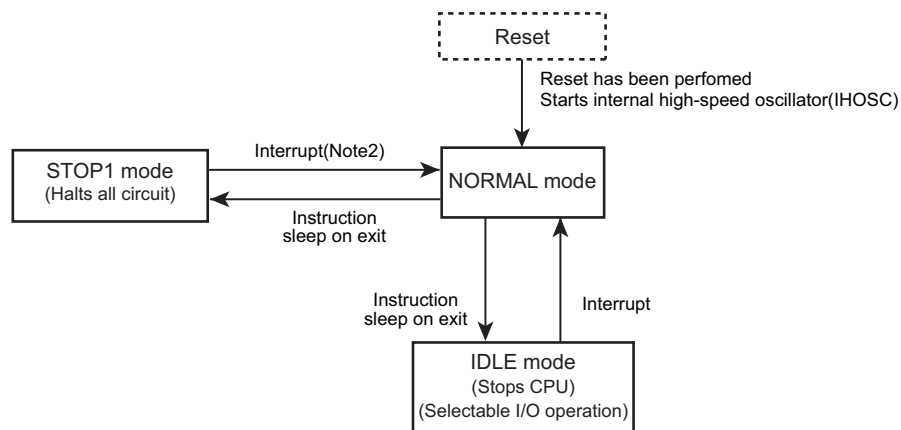 Reset
Reset has been perfomed
Starts internal high-speed oscillator(IHOSC)
STOP1 mode
(Halts all circuit)
Interrupt(Note2)
NORMAL mode
Instruction
sleep on exit
Instruction
sleep on exit
Interrupt
IDLE mode
(Stops CPU)
(Selectable I/O operation)